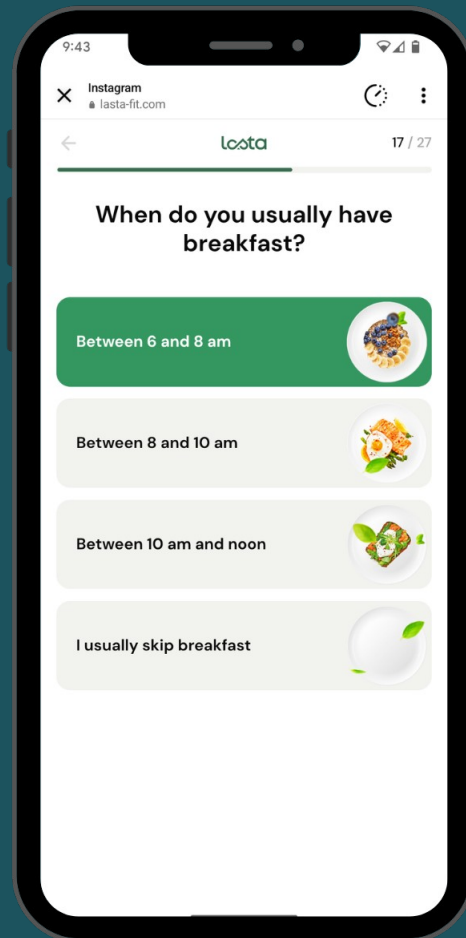 9:43
Instagram
lasta-fit.com
lasta
17 / 27
When do you usually have
breakfast?
Between 6 and 8 am
Between 8 and 10 am
Between 10 am and noon
I usually skip breakfast